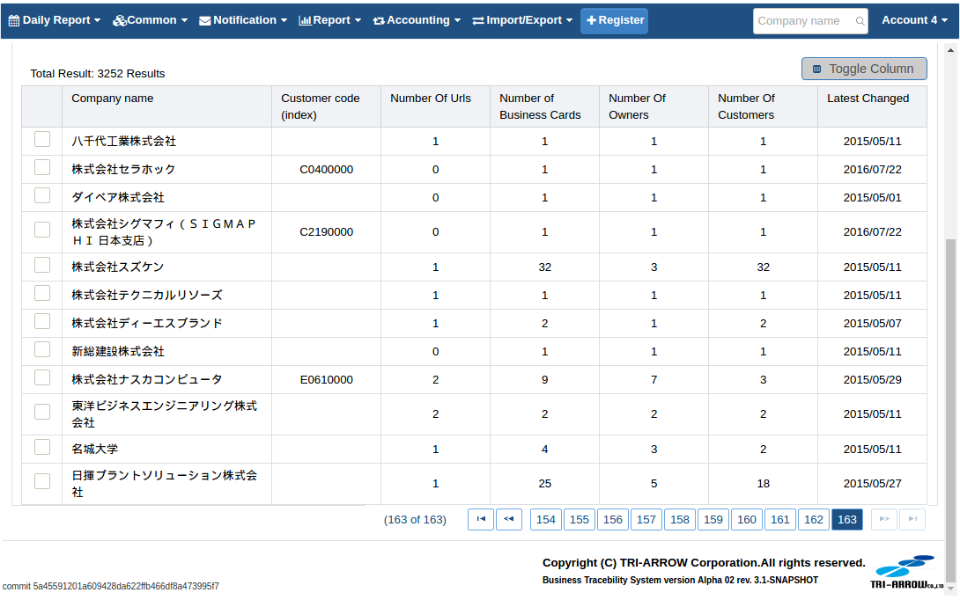 Daily Report Common Notification Report Accounting Import/Export Register Company name Account 4
Total Result: 3252 Results Toggle Column
Company name Customer code (index) Number Of Urls Number of Business Cards Number Of Owners Number Of Customers Latest Changed
八千代工業株式会社 1 1 1 1 2015/05/11
株式会社セラホック C0400000 0 1 1 1 2016/07/22
ダイベア株式会社 0 1 1 1 2015/05/01
株式会社シグマフィ（ＳＩＧＭＡＰ
ＨＩ日本支店） C2190000 0 1 1 1 2016/07/22
株式会社スズケン 1 32 3 32 2015/05/11
株式会社テクニカルリソーズ 1 1 1 1 2015/05/11
株式会社ディーエスブランド 1 2 1 2 2015/05/07
新総建設株式会社 0 1 1 1 2015/05/11
株式会社ナスカコンピュータ E0610000 2 9 7 3 2015/05/29
東洋ビジネスエンジニアリング株式
会社 2 2 2 2 2015/05/11
名城大学 1 4 3 2 2015/05/11
日揮プラントソリューション株式会
社 1 25 5 18 2015/05/27
(163 of 163) 154 155 156 157 158 159 160 161 162 163
Copyright (C) TRI-ARROW Corporation.All rights reserved.
Business Tracebility System version Alpha 02 rev. 3.1-SNAPSHOT
TRI-ARROW Co.,LTD
commit 5a45591201a609428da622ffb466df8a473995f7